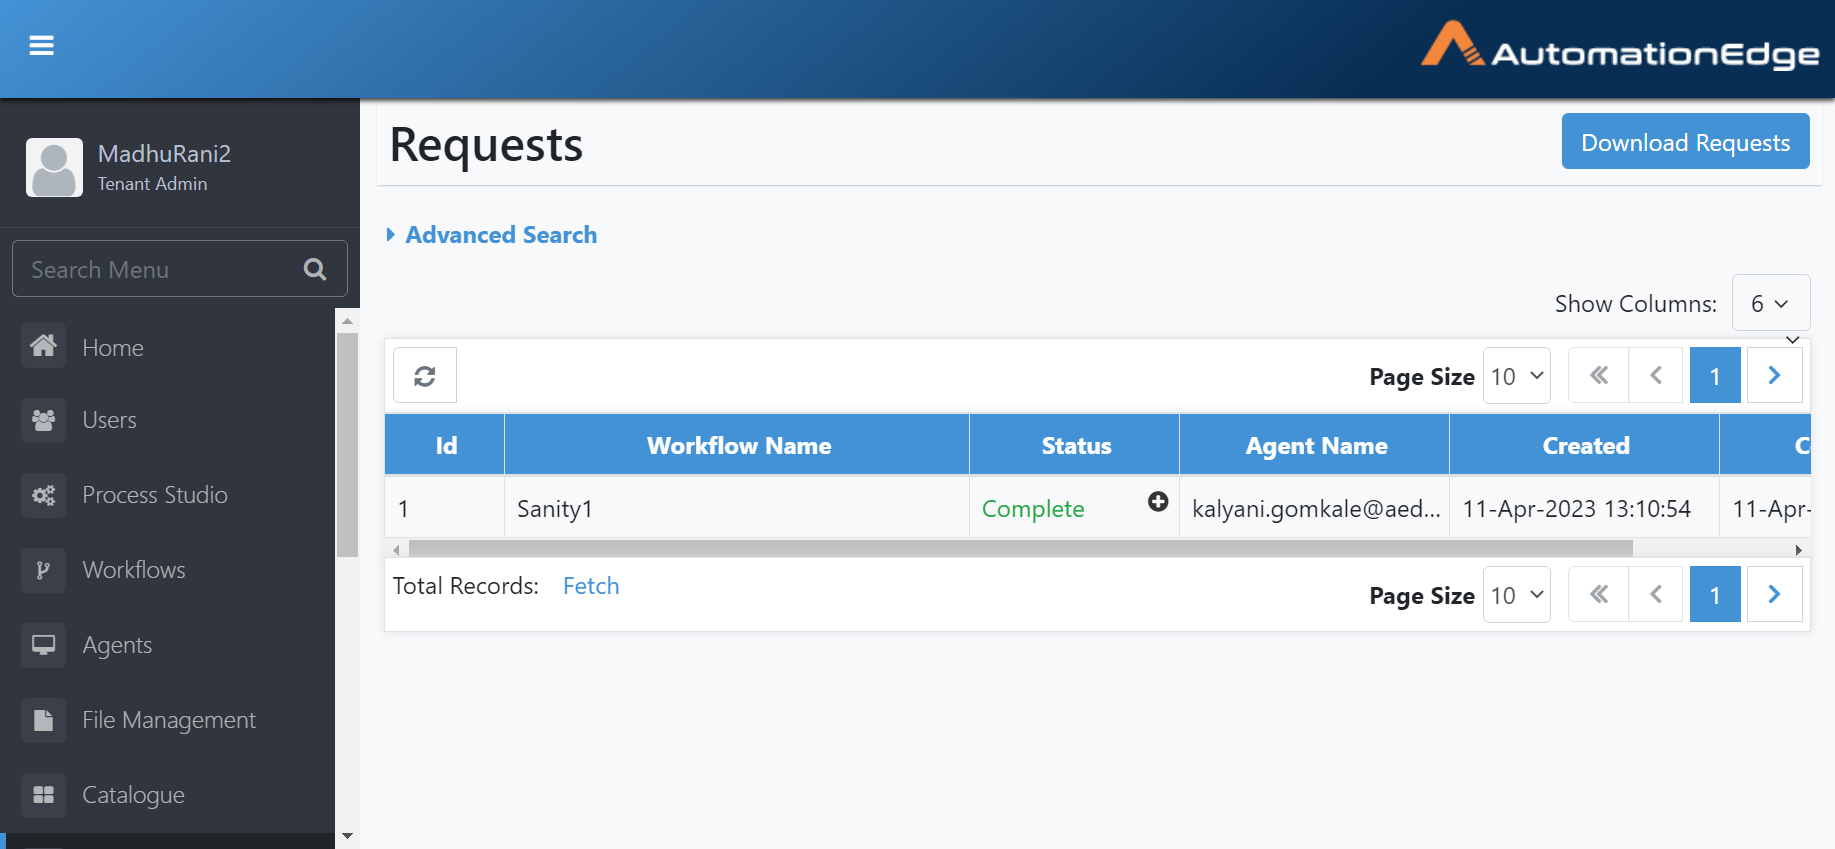 AutomationEdge
MadhuRani2
Tenant Admin
Search Menu
Home
Users
Process Studio
Workflows
Agents
File Management
Catalogue
Requests
Download Requests
Advanced Search
Show Columns: 6
Page Size 10 1
Id Workflow Name Status Agent Name Created C
1 Sanity1 Complete kalyani.gomkale@aed... 11-Apr-2023 13:10:54 11-Apr-
Total Records: Fetch
Page Size 10 1